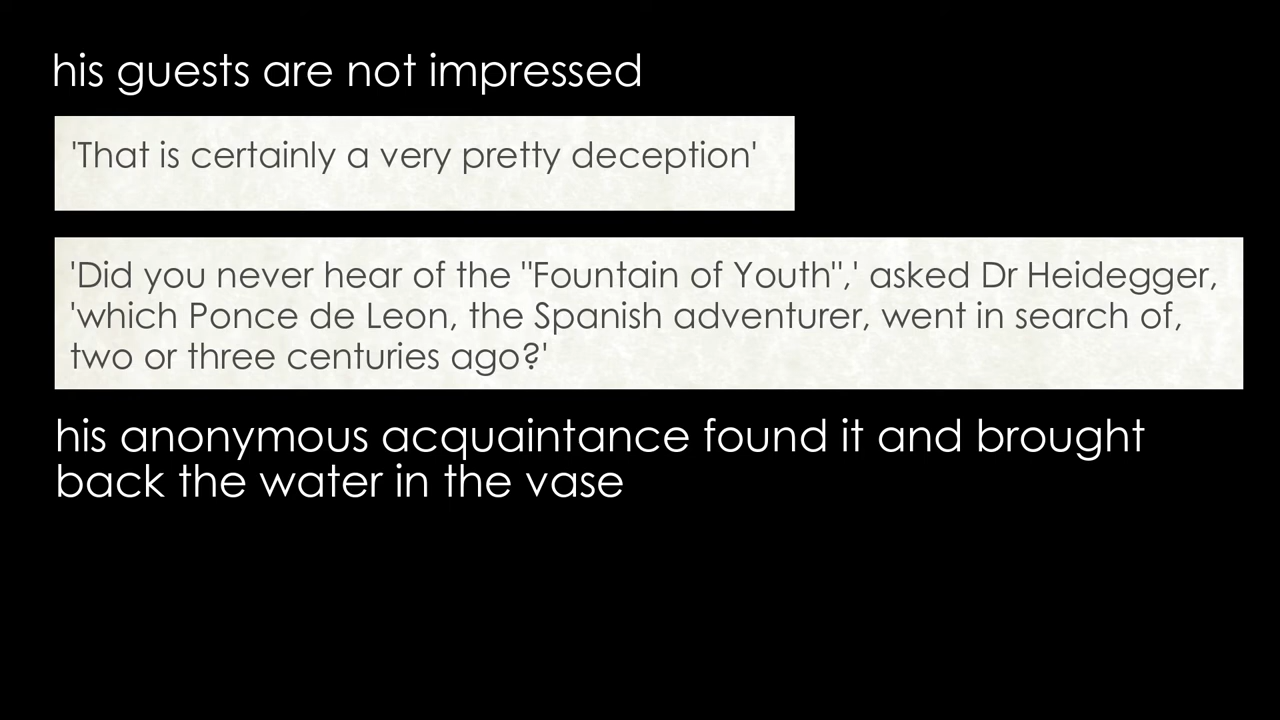 his guests are not impressed
'That is certainly a very pretty deception'
'Did you never hear of the "Fountain of Youth",' asked Dr Heidegger,
'which Ponce de Leon, the Spanish adventurer, went in search of,
two or three centuries ago?'
his anonymous acquaintance found it and brought
back the water in the vase